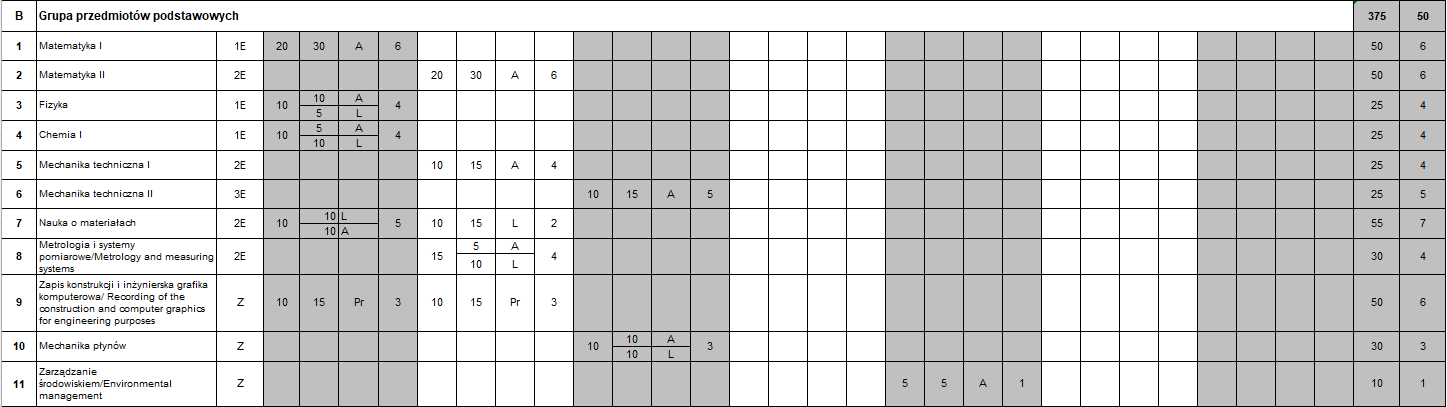 B Grupa przedmiotów podstawowych 375 50
1 Matematyka I 1E 20 30 A 6 50 6
2 Matematyka II 2E 20 30 A 6 50 6
3 Fizyka 1E 10 10 A 4 25 4
5 L
4 Chemia I 1E 10 5 A 4 25 4
10 L
5 Mechanika techniczna I 2E 10 15 A 4 25 4
6 Mechanika techniczna II 3E 10 15 A 5 25 5
7 Nauka o materiałach 2E 10 10 L 5 10 15 L 2 55 7
10 A
8 Metrologia i systemy
pomiarowe/Metrology and measuring
systems 2E 15 5 A 4 30 4
10 L
9 Zapis konstrukcji i inżynierska grafika
komputerowa/ Recording of the
construction and computer graphics
for engineering purposes Z 10 15 Pr 3 10 15 Pr 3 50 6
10 Mechanika płynów Z 10 10 A 3 30 3
10 L
11 Zarządzanie
środowiskiem/Environmental
management Z 5 5 A 1 10 1